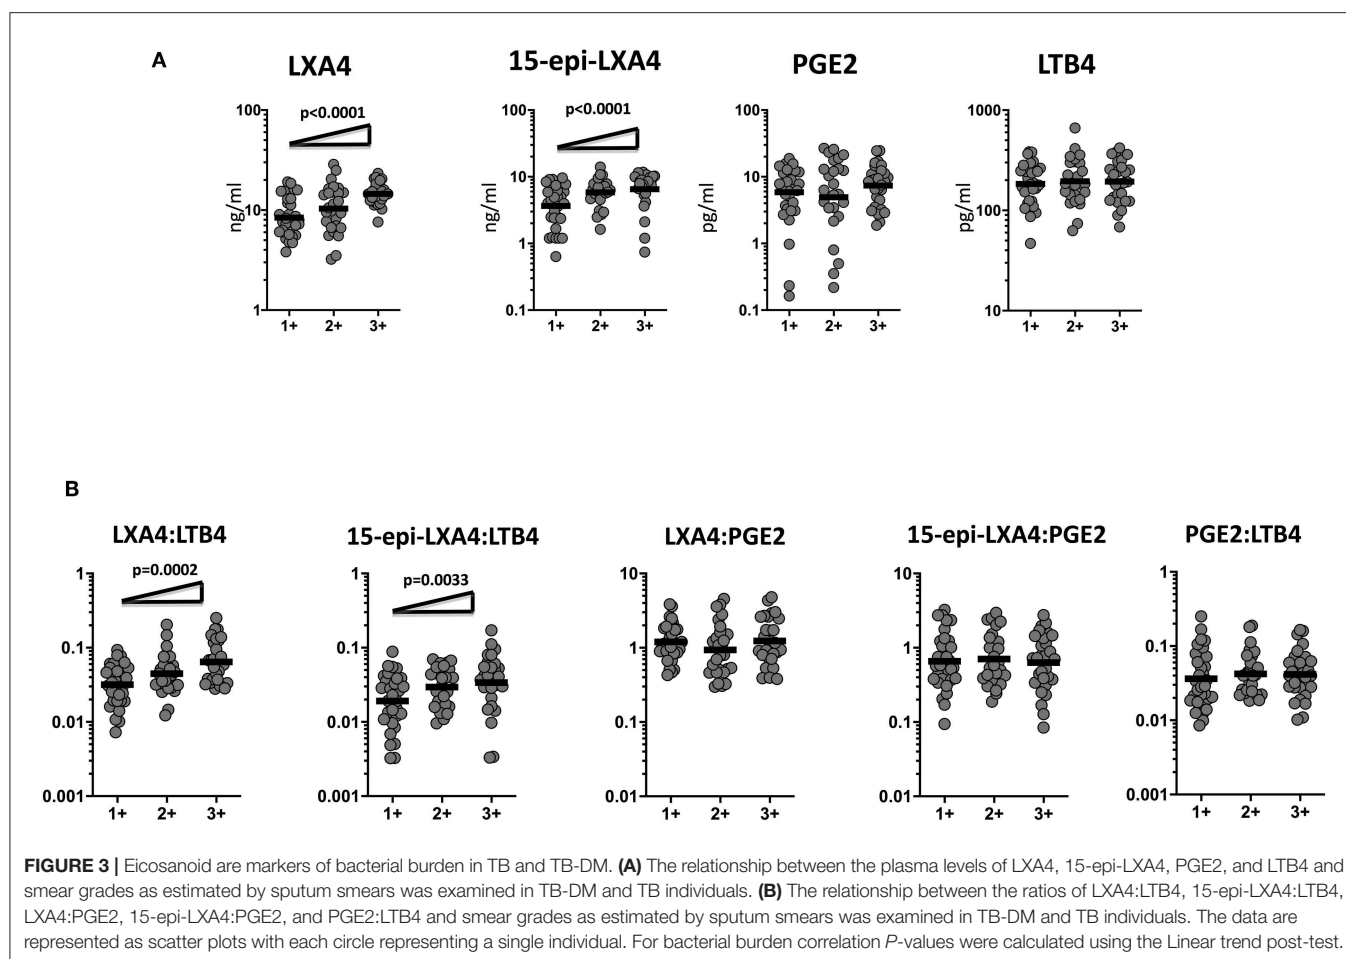 A
LXA4 15-epi-LXA4 PGE2 LTB4
p<0.0001 p<0.0001
100 100 100 1000
ng/ml ng/ml pg/ml pg/ml
10 10 10 100
1 1
1 0.1 0.1 10
1+ 2+ 3+ 1+ 2+ 3+ 1+ 2+ 3+ 1+ 2+ 3+
B
LXA4:LTB4 15-epi-LXA4:LTB4 LXA4:PGE2 15-epi-LXA4:PGE2 PGE2:LTB4
p=0.0002 p=0.0033
1 1 10 10 1
0.1 0.1 1 1 0.1
0.01 0.01 0.1 0.1 0.01
0.001 0.001 0.01 0.01 0.001
1+ 2+ 3+ 1+ 2+ 3+ 1+ 2+ 3+ 1+ 2+ 3+ 1+ 2+ 3+
FIGURE 3 | Eicosanoid are markers of bacterial burden in TB and TB-DM. (A) The relationship between the plasma levels of LXA4, 15-epi-LXA4, PGE2, and LTB4 and
smear grades as estimated by sputum smears was examined in TB-DM and TB individuals. (B) The relationship between the ratios of LXA4:LTB4, 15-epi-LXA4:LTB4,
LXA4:PGE2, 15-epi-LXA4:PGE2, and PGE2:LTB4 and smear grades as estimated by sputum smears was examined in TB-DM and TB individuals. The data are
represented as scatter plots with each circle representing a single individual. For bacterial burden correlation P-values were calculated using the Linear trend post-test.